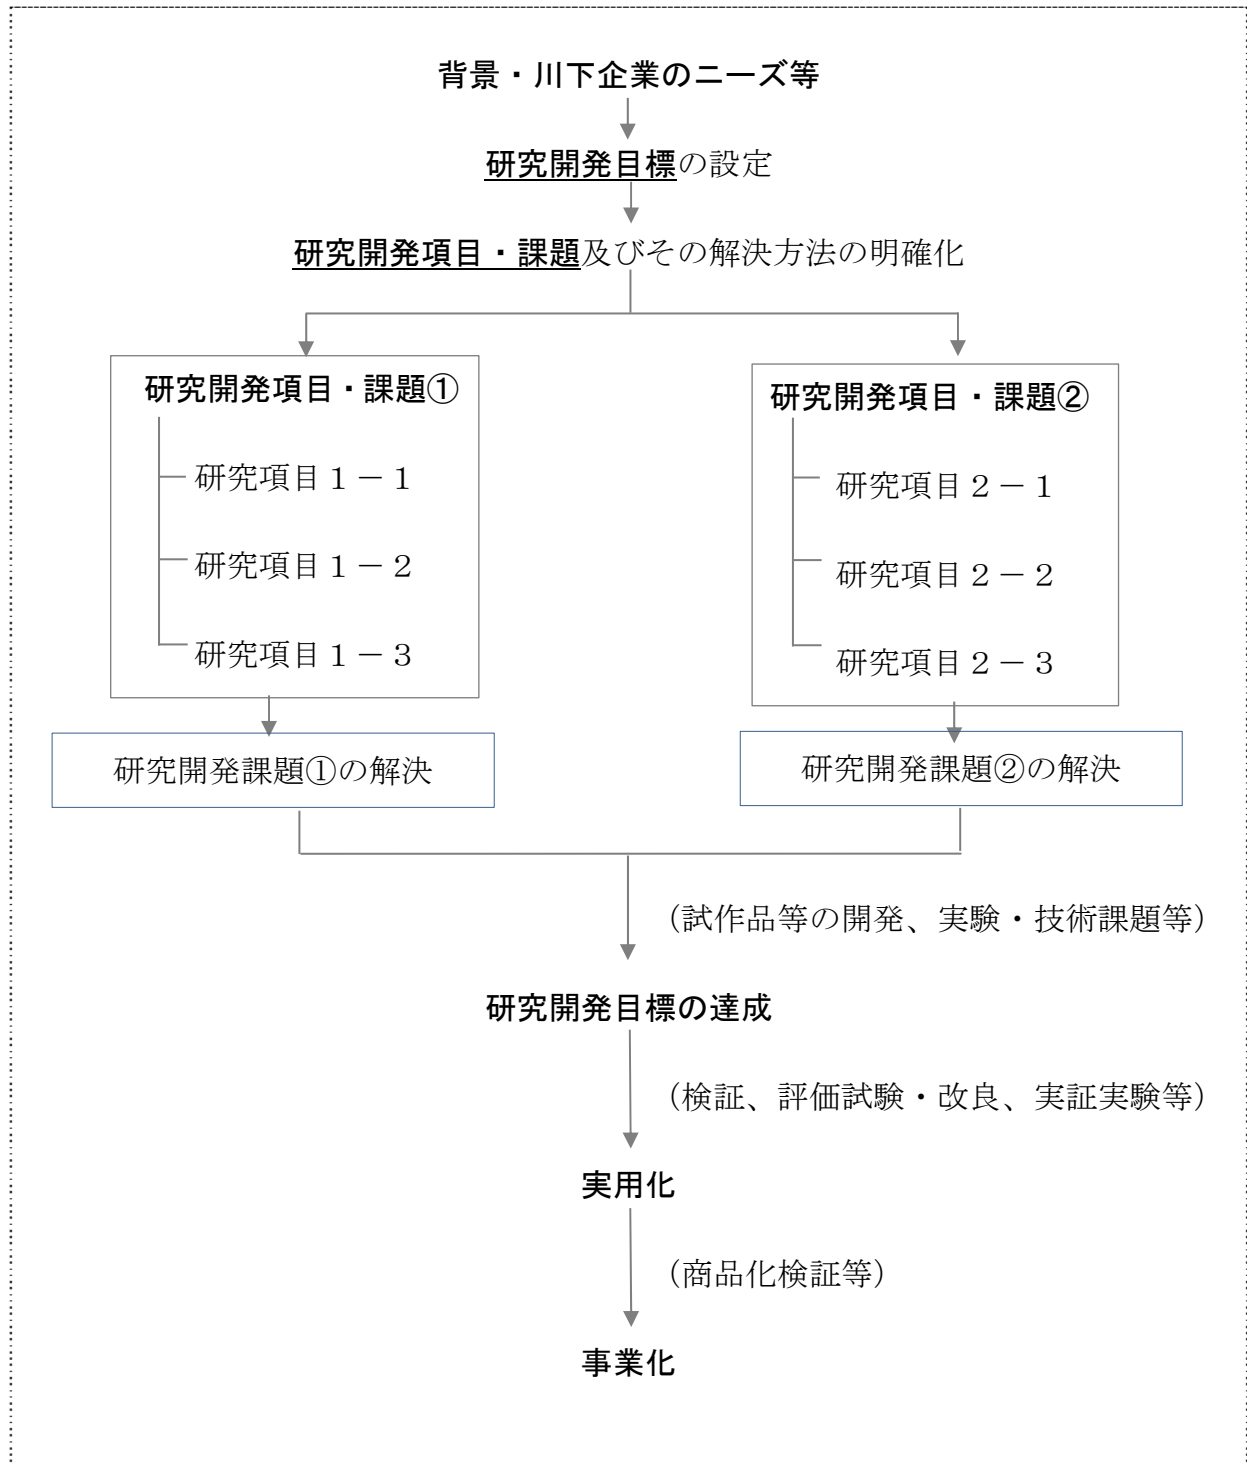 背景・川下企業のニーズ等
研究開発目標の設定
研究開発項目・課題及びその解決方法の明確化
研究開発項目・課題①
研究項目１－１
研究項目１－２
研究項目１－３
研究開発課題①の解決
研究開発項目・課題②
研究項目２－１
研究項目２－２
研究項目２－３
研究開発課題②の解決
（試作品等の開発、実験・技術課題等）
研究開発目標の達成
（検証、評価試験・改良、実証実験等）
実用化
（商品化検証等）
事業化